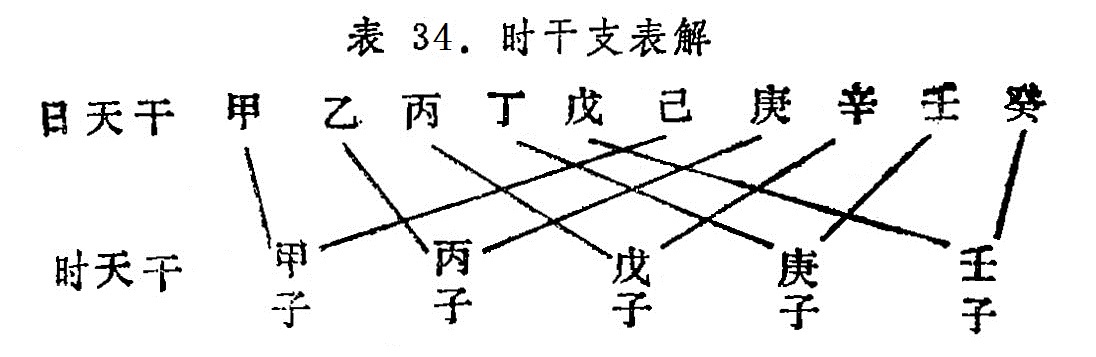 表 34. 时干支表解
日天干 甲 乙 丙 丁 戊 己 庚 辛 壬 癸
时天干 甲 丙 戊 庚 壬
子 子 子 子 子